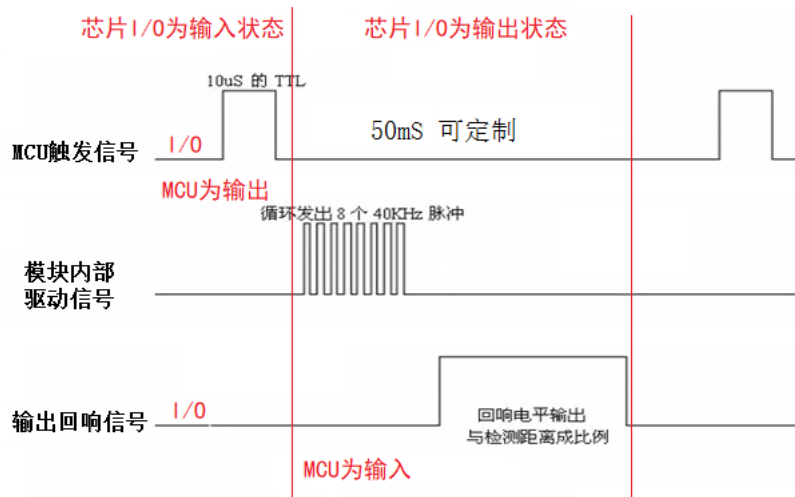 芯片I/O为输入状态
芯片I/O为输出状态
10uS 的 TTL
MCU触发信号
I/O
50mS 可定制
MCU为输出
循环发出 8 个 40KHz 脉冲
模块内部
驱动信号
输出回响信号
I/O
回响电平输出
与检测距离成比例
MCU为输入